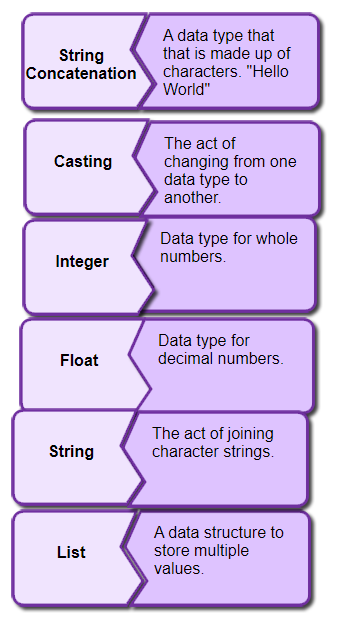 String
Concatenation
A data type that
that is made up of
characters. "Hello
World"
Casting
The act of
changing from one
data type to
another.
Integer
Data type for whole
numbers.
Float
Data type for
decimal numbers.
String
The act of joining
character strings.
List
A data structure to
store multiple
values.